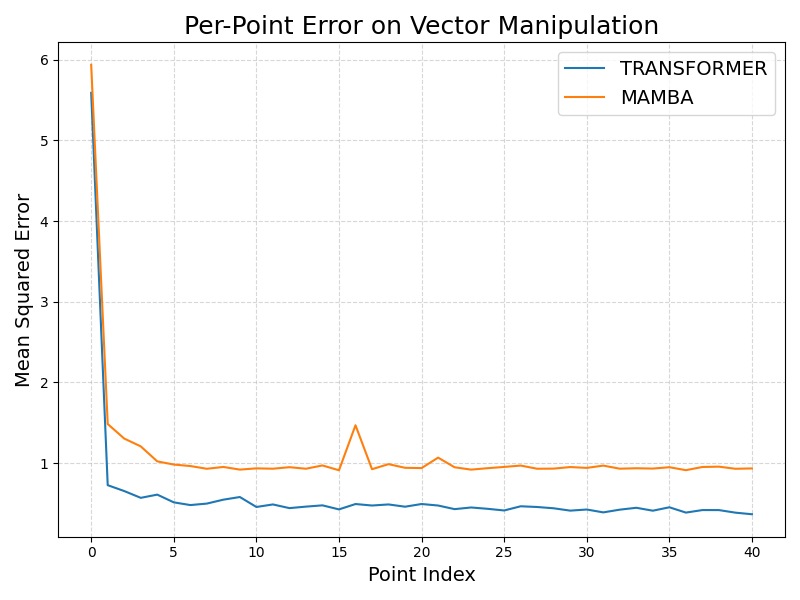 Per-Point Error on Vector Manipulation
TRANSFORMER
MAMBA
Mean Squared Error
6
5
4
3
2
1
0 5 10 15 20 25 30 35 40
Point Index